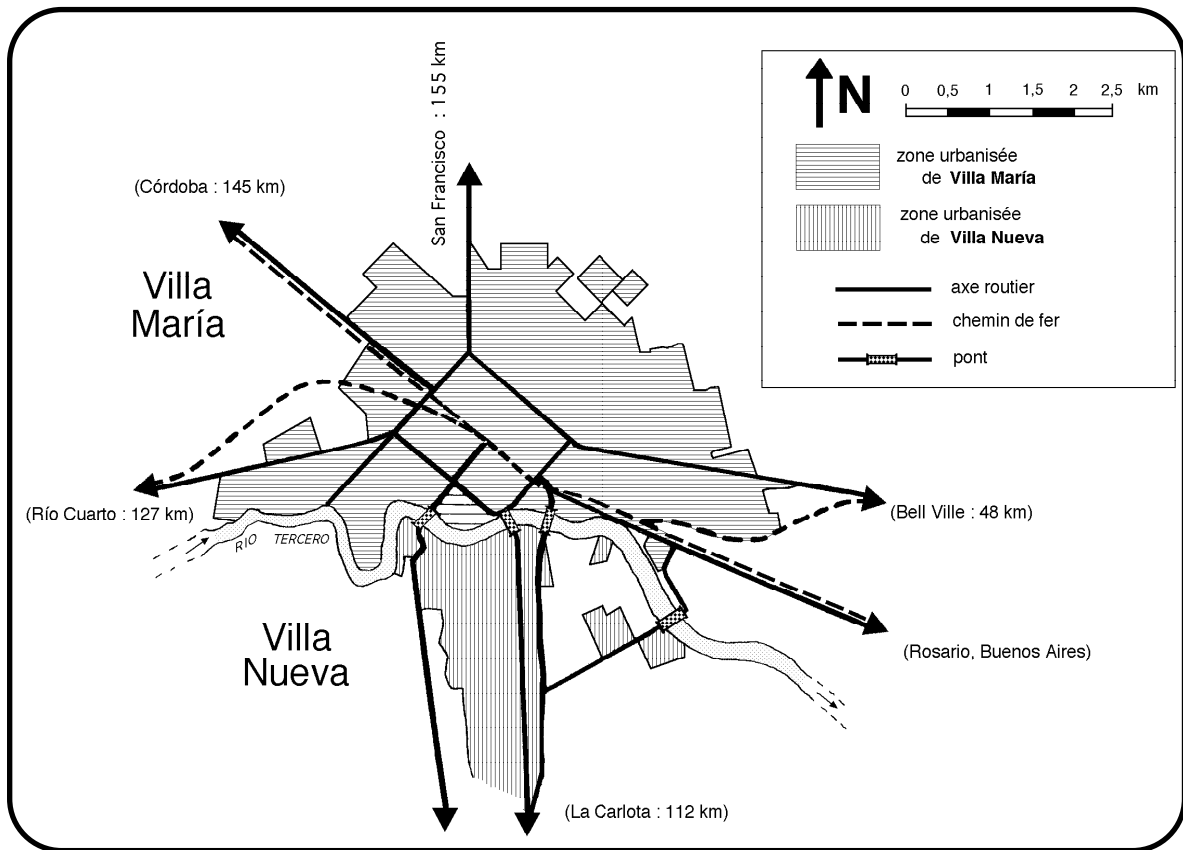 San Francisco : 155 km
N
0 0,5 1 1,5 2 2,5 km
zone urbanisée
de Villa María
zone urbanisée
de Villa Nueva
axe routier
chemin de fer
pont
(Córdoba : 145 km)
Villa
María
(Río Cuarto : 127 km)
RIO TERCERO
(Bell Ville : 48 km)
Villa
Nueva
(Rosario, Buenos Aires)
(La Carlota : 112 km)